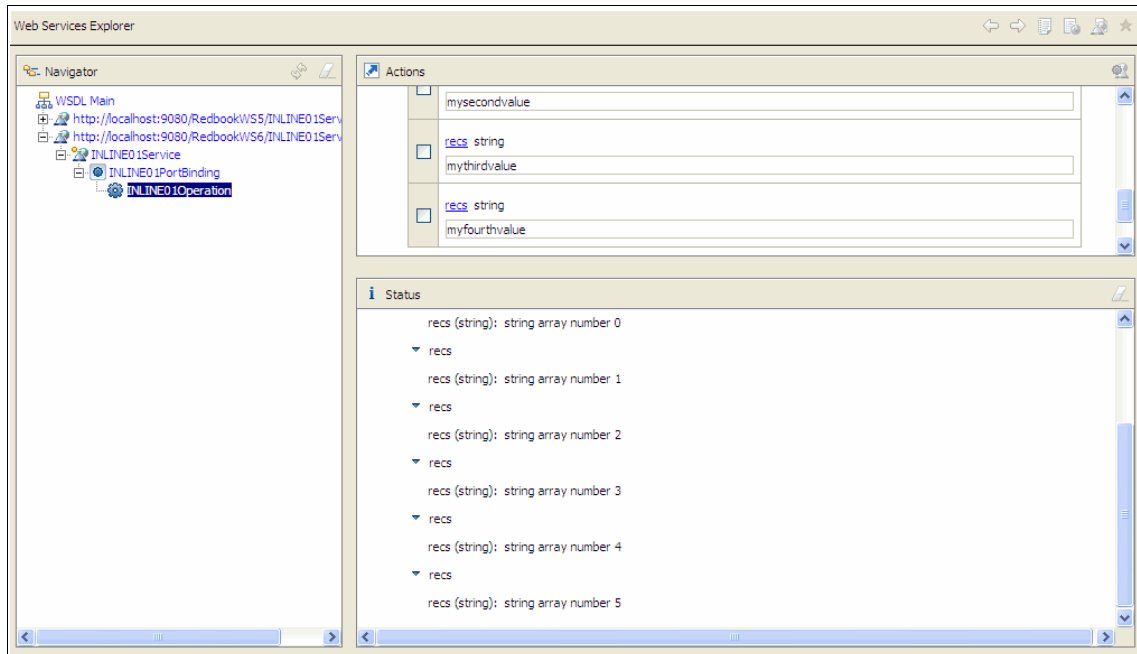 Web Services Explorer
Navigator
WSDL Main
http://localhost:9080/RedbookWS5/INLINE01Serv
http://localhost:9080/RedbookWS6/INLINE01Serv
INLINE01Service
INLINE01PortBinding
INLINE01Operation
Actions
mysecondvalue
recs string
mythirdvalue
recs string
myfourthvalue
i Status
recs (string): string array number 0
recs
recs (string): string array number 1
recs
recs (string): string array number 2
recs
recs (string): string array number 3
recs
recs (string): string array number 4
recs
recs (string): string array number 5